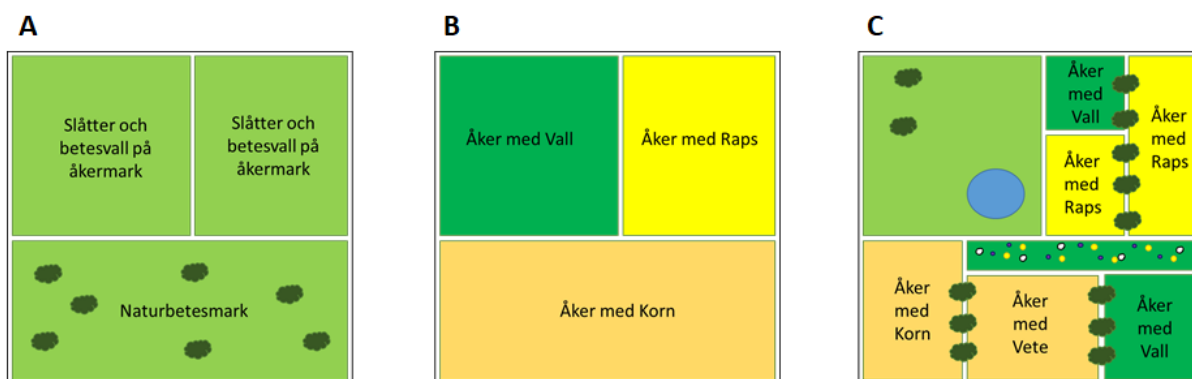 A
B
C
Slåtter och
betesvall på
åkermark
Slåtter och
betesvall på
åkermark
Naturbetesmark
Åker med Vall
Åker med Raps
Åker med Korn
Åker
med
Vall
Åker
med
Raps
Åker
med
Raps
Åker
med
Korn
Åker
med
Vete
Åker
med
Vall